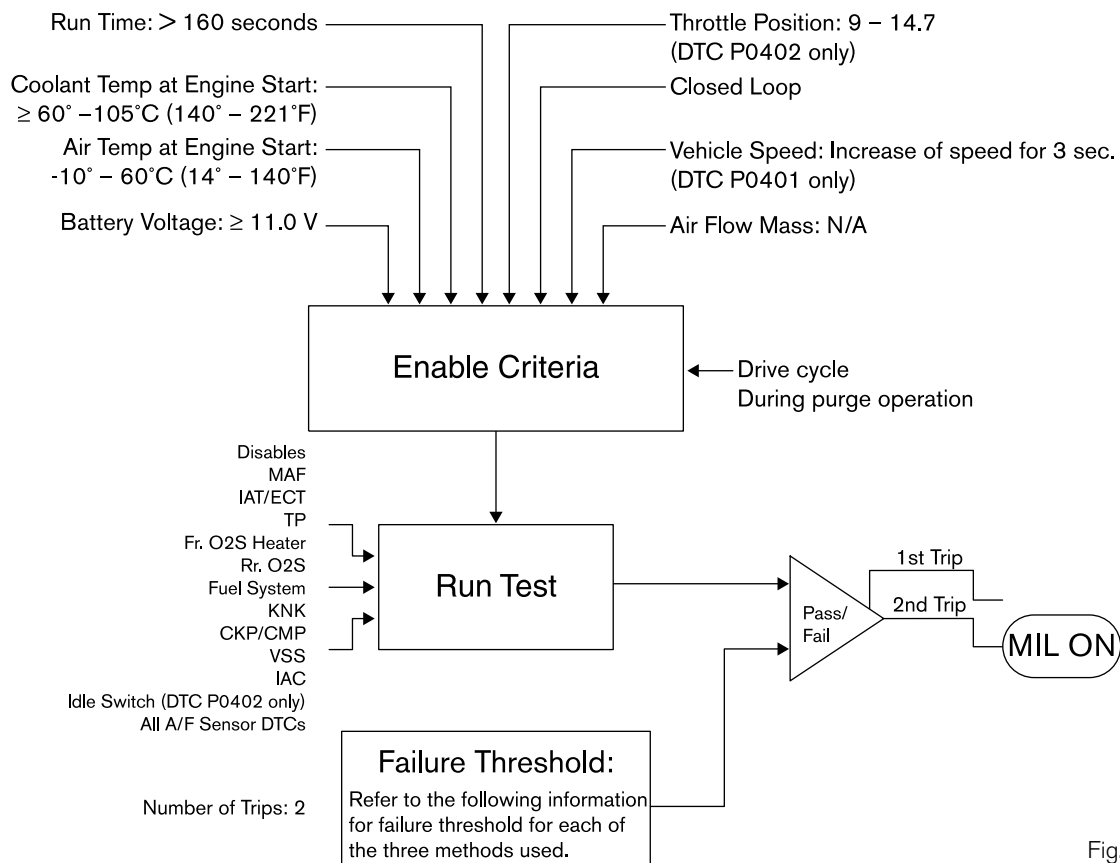 Run Time: > 160 seconds
Coolant Temp at Engine Start:
≥ 60° –105°C (140° – 221°F)
Air Temp at Engine Start:
-10° – 60°C (14° – 140°F)
Battery Voltage: ≥ 11.0 V
Throttle Position: 9 – 14.7
(DTC P0402 only)
Closed Loop
Vehicle Speed: Increase of speed for 3 sec.
(DTC P0401 only)
Air Flow Mass: N/A
Enable Criteria
Drive cycle
During purge operation
Disables
MAF
IAT/ECT
TP
Fr. O2S Heater
Rr. O2S
Fuel System
KNK
CKP/CMP
VSS
IAC
Idle Switch (DTC P0402 only)
All A/F Sensor DTCs
Run Test
Pass/
Fail
1st Trip
2nd Trip
MIL ON
Number of Trips: 2
Failure Threshold:
Refer to the following information
for failure threshold for each of
the three methods used.
Fig